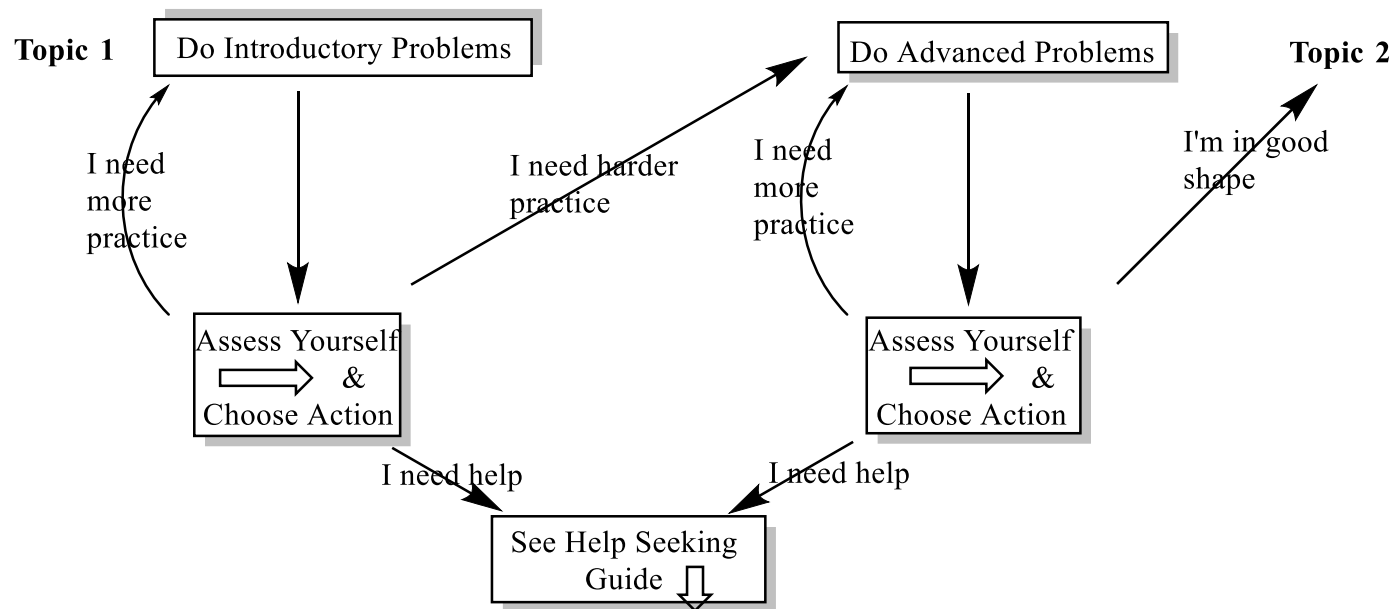 Topic 1
Do Introductory Problems
Do Advanced Problems
Topic 2
I need
more
practice
I need harder
practice
I need
more
practice
I'm in good
shape
Assess Yourself
&
Choose Action
Assess Yourself
&
Choose Action
I need help
I need help
See Help Seeking
Guide